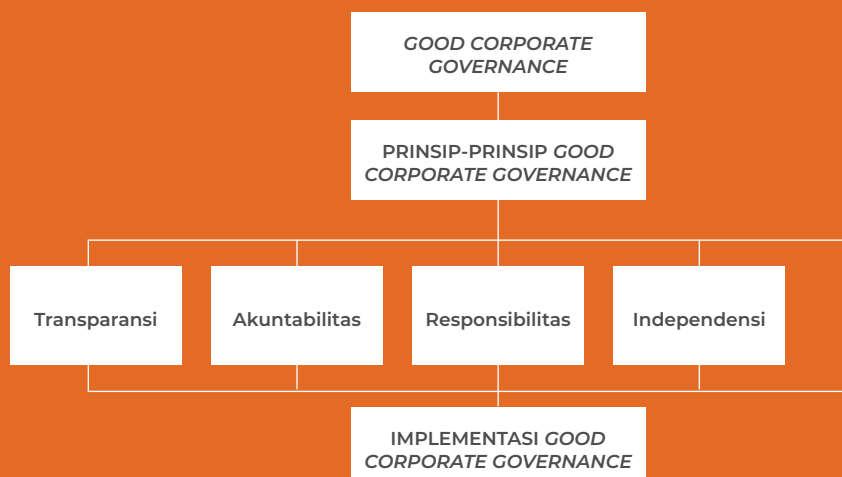 GOOD CORPORATE
GOVERNANCE
PRINSIP-PRINSIP GOOD
CORPORATE GOVERNANCE
Transparansi
Akuntabilitas
Responsibilitas
Independensi
IMPLEMENTASI GOOD
CORPORATE GOVERNANCE